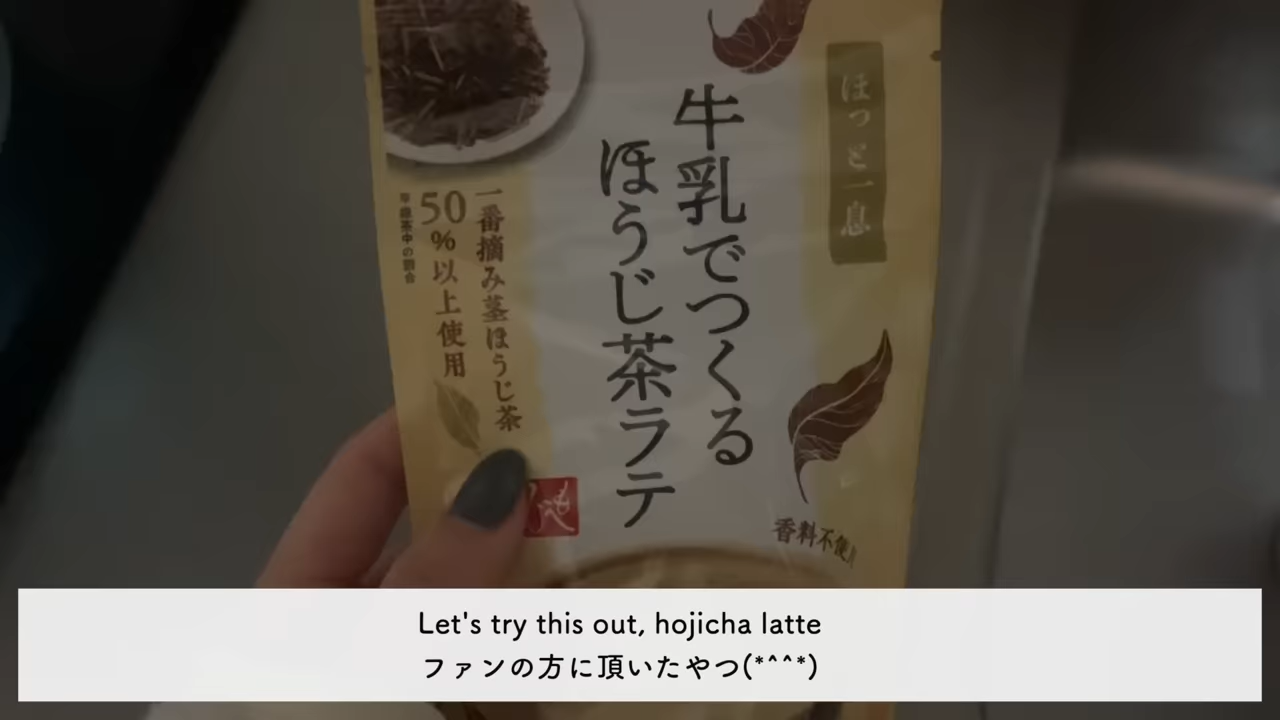 ほっと一息
牛乳でつくる
ほうじ茶ラテ
一番摘み茎ほうじ茶
50%以上使用
香料不使
Let's try this out, hojicha latte
ファンの方に頂いたやつ(*^^*)